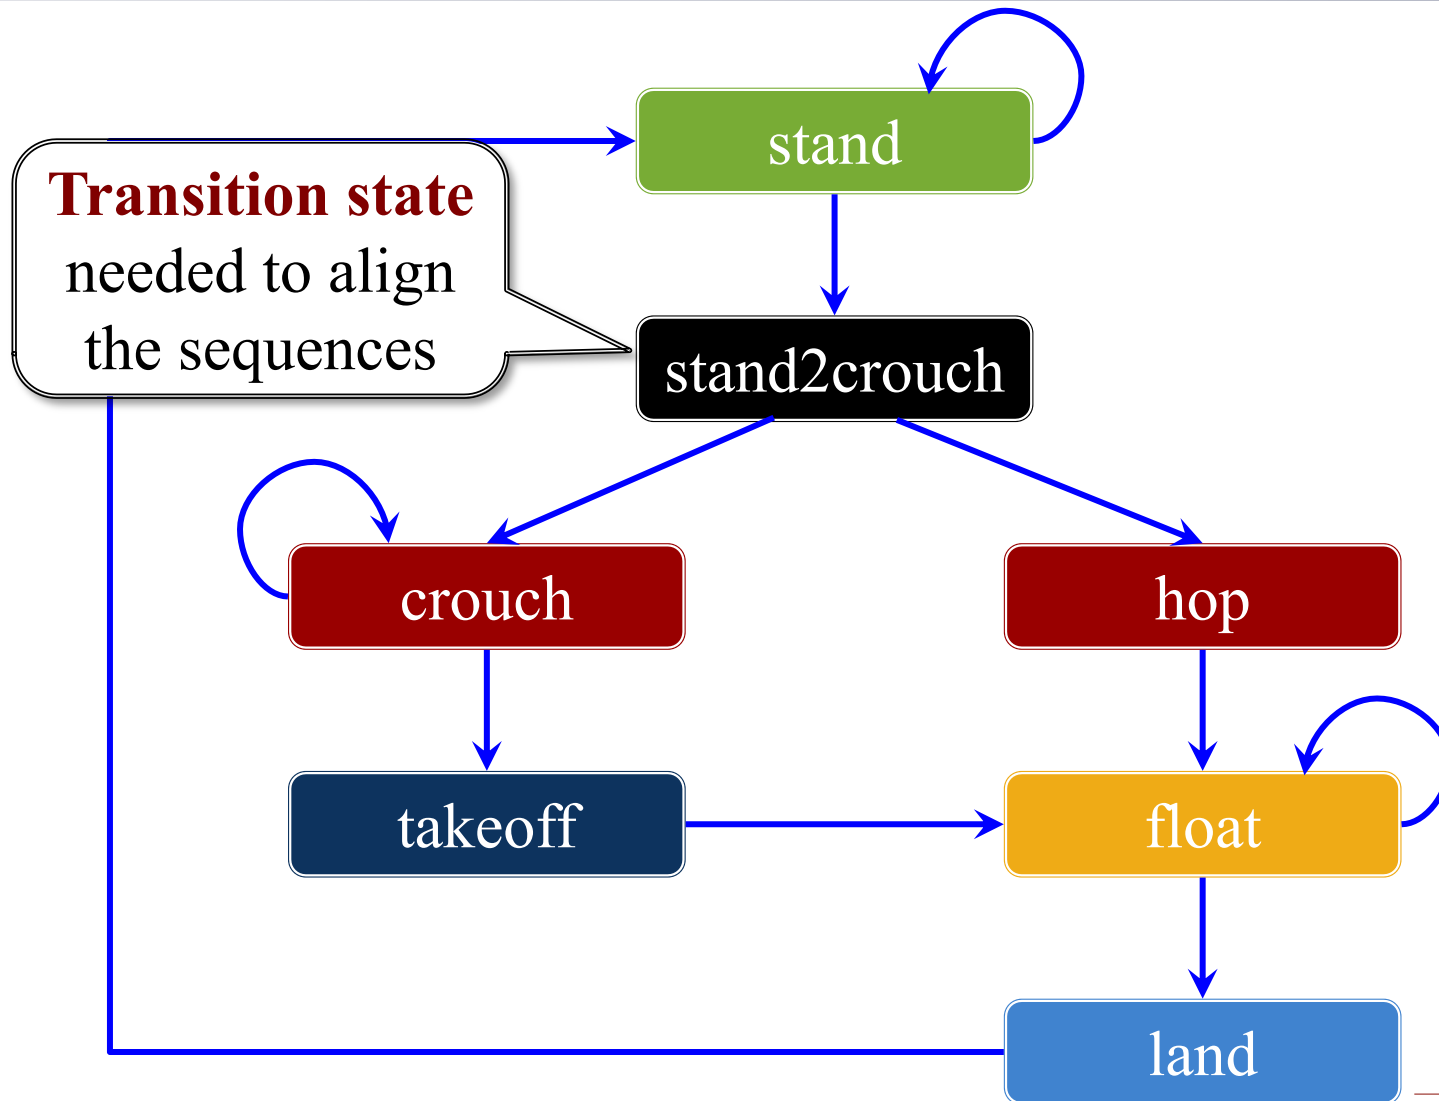 stand
Transition state
needed to align
the sequences
stand2crouch
crouch
hop
takeoff
float
land